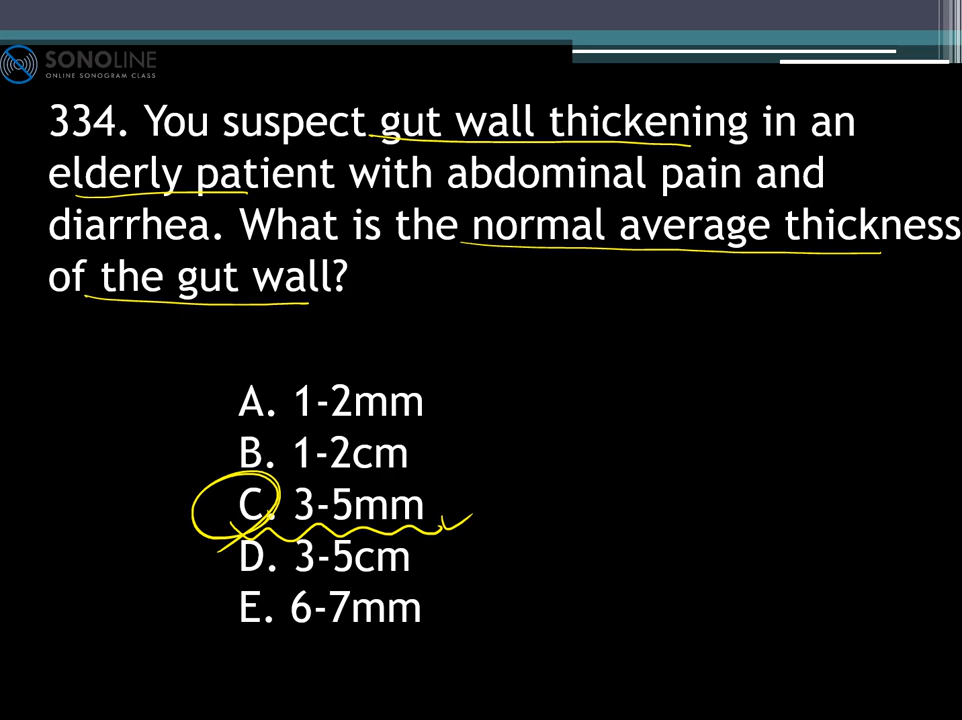 SONOLINE
ONLINE SONOGRAM CLASS
334. You suspect gut wall thickening in an
elderly patient with abdominal pain and
diarrhea. What is the normal average thickness
of the gut wall?
A. 1-2mm
B. 1-2cm
C. 3-5mm
D. 3-5cm
E. 6-7mm